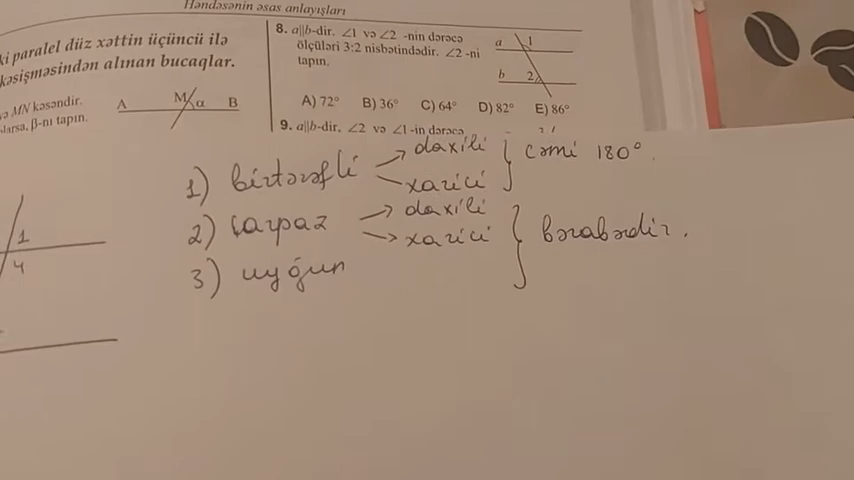 Həndəsənin əsas anlayışları
ki paralel düz xəttin üçüncü ilə
kəsişməsindən alınan bucaqlar.
MN kəsəndir.
β-nı tapın.
A M α B
8. a||b-dir. ∠1 və ∠2 -nin dərəcə
ölçüləri 3:2 nisbətindədir. ∠2 -ni
tapın.
a 1
b 2
A) 72° B) 36° C) 64° D) 82° E) 86°
9. a||b-dir. ∠2 və ∠1-in dərəcə
1) birtərəfli → daxili
xarici
cəmi 180°
2) çarpaz → daxili
→ xarici
3) uyğun
bərabərdir.
1
4